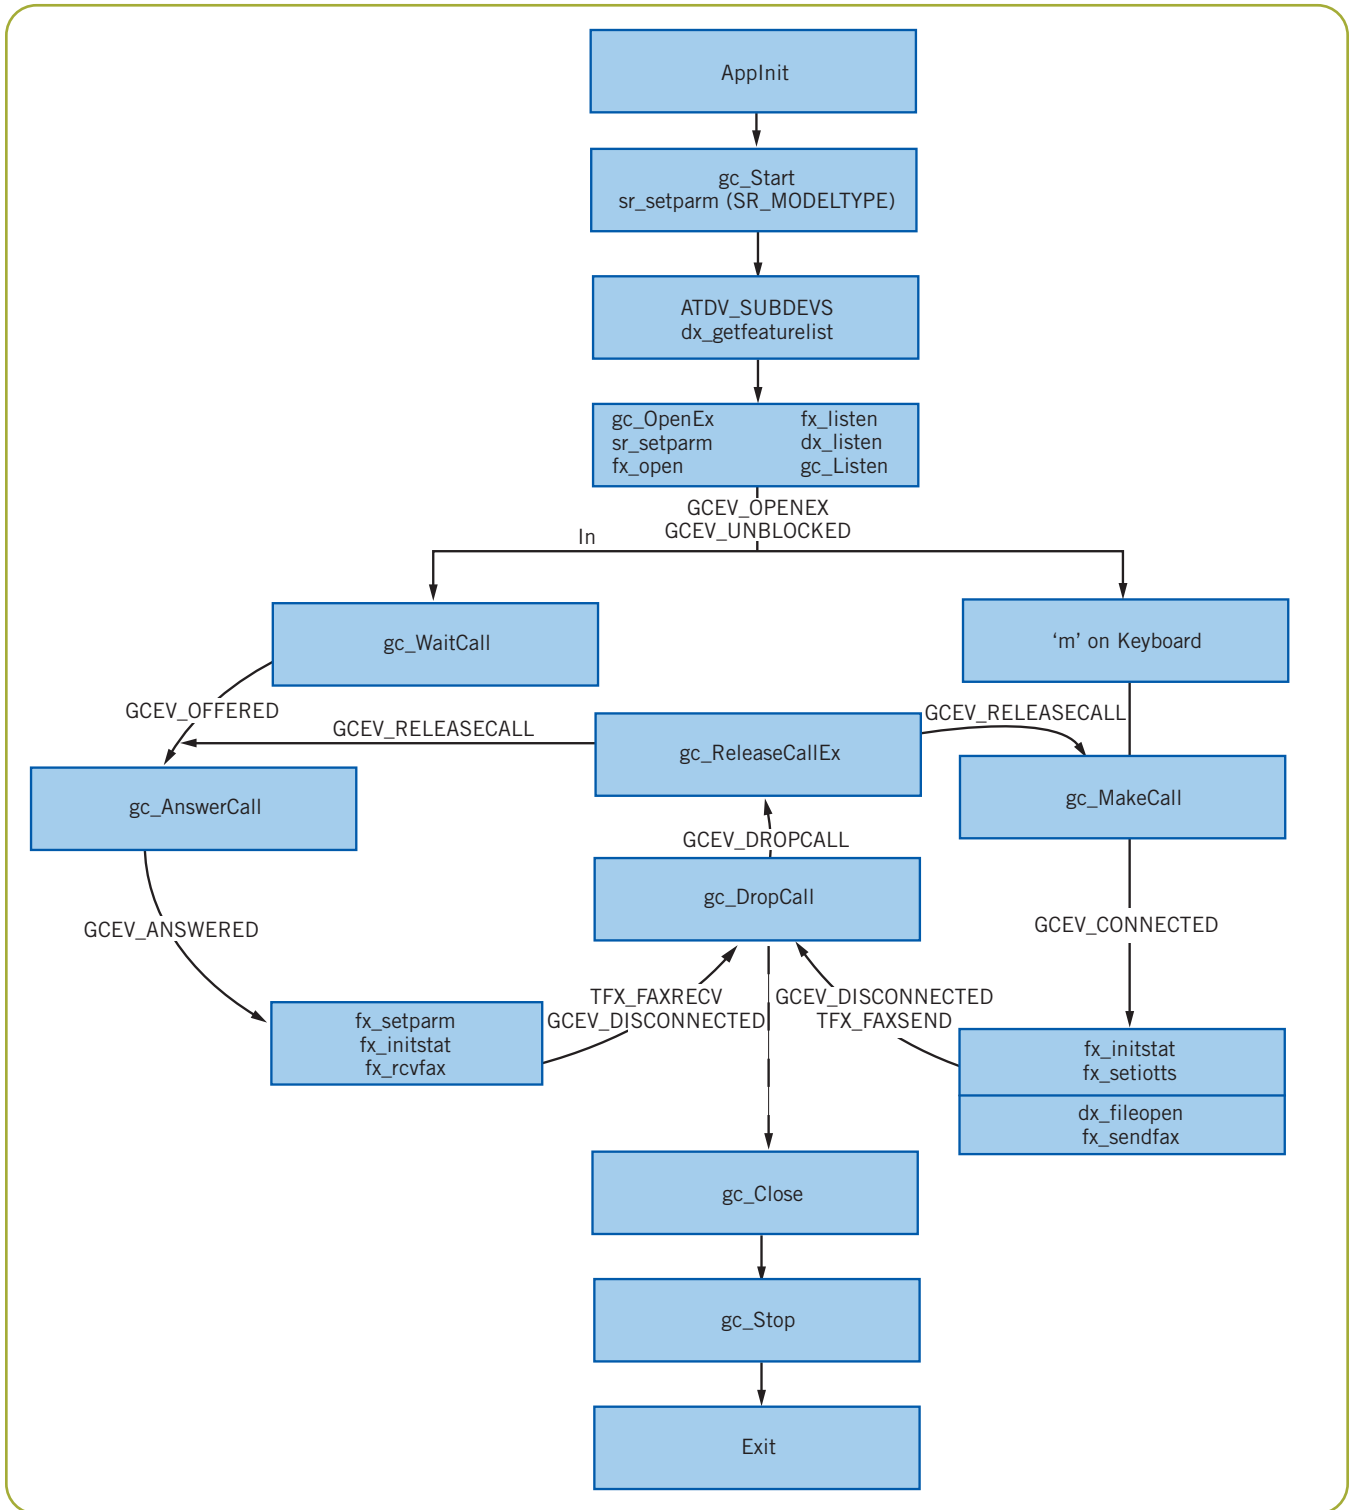 AppInit
gc_Start
sr_setparm (SR_MODELTYPE)
ATDV_SUBDEVS
dx_getfeaturelist
gc_OpenEx
sr_setparm
fx_open
fx_listen
dx_listen
gc_Listen
GCEV_OPENEX
GCEV_UNBLOCKED
In
gc_WaitCall
‘m’ on Keyboard
GCEV_OFFERED
GCEV_RELEASECALL
gc_ReleaseCallEx
GCEV_RELEASECALL
gc_AnswerCall
gc_MakeCall
GCEV_DROPCALL
gc_DropCall
GCEV_ANSWERED
GCEV_CONNECTED
TFX_FAXRECV
GCEV_DISCONNECTED
GCEV_DISCONNECTED
TFX_FAXSEND
fx_setparm
fx_initstat
fx_rcvfax
fx_initstat
fx_setiotts
dx_fileopen
fx_sendfax
gc_Close
gc_Stop
Exit